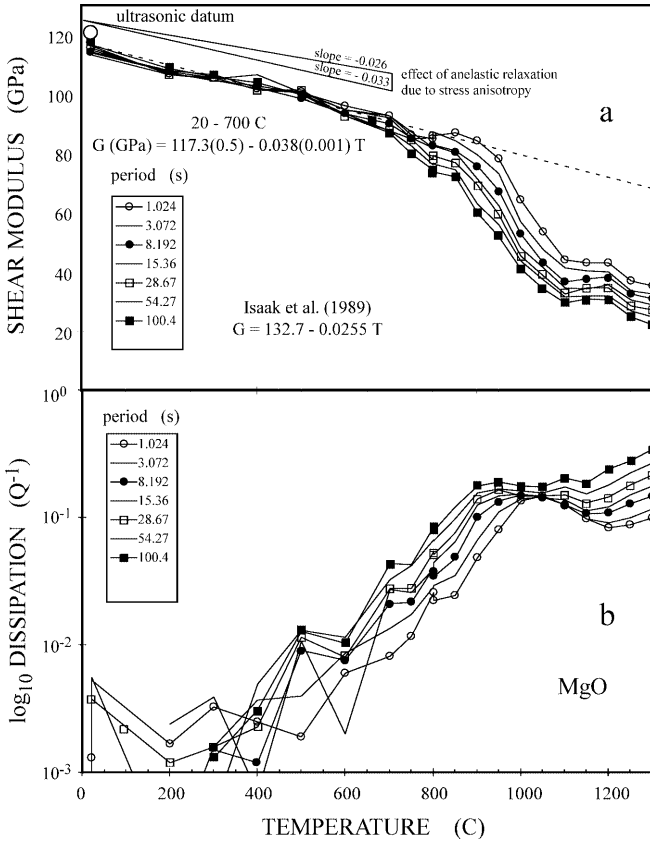 ultrasonic datum
120
100
80
60
40
20
SHEAR MODULUS (GPa)
slope = -0.026
slope = - 0.033
effect of anelastic relaxation
due to stress anisotropy
a
20 - 700 C
G (GPa) = 117.3(0.5) - 0.038(0.001) T
period (s)
1.024
3.072
8.192
15.36
28.67
54.27
100.4
Isaak et al. (1989)
G = 132.7 - 0.0255 T
10^0
10^-1
10^-2
10^-3
log10 DISSIPATION (Q^-1)
period (s)
1.024
3.072
8.192
15.36
28.67
54.27
100.4
b
MgO
0 200 400 600 800 1000 1200
TEMPERATURE (C)